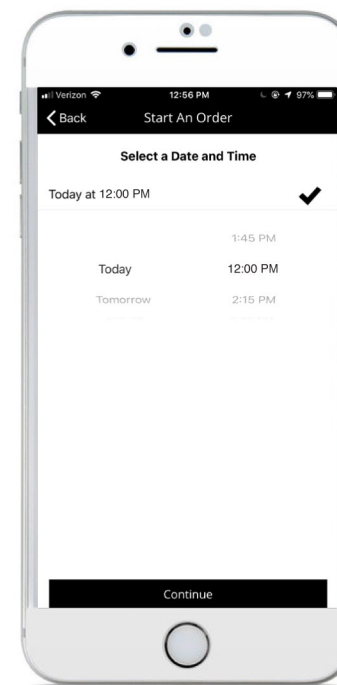 Verizon 12:56 PM 97%
Back Start An Order
Select a Date and Time
Today at 12:00 PM
1:45 PM
Today 12:00 PM
Tomorrow 2:15 PM
Continue